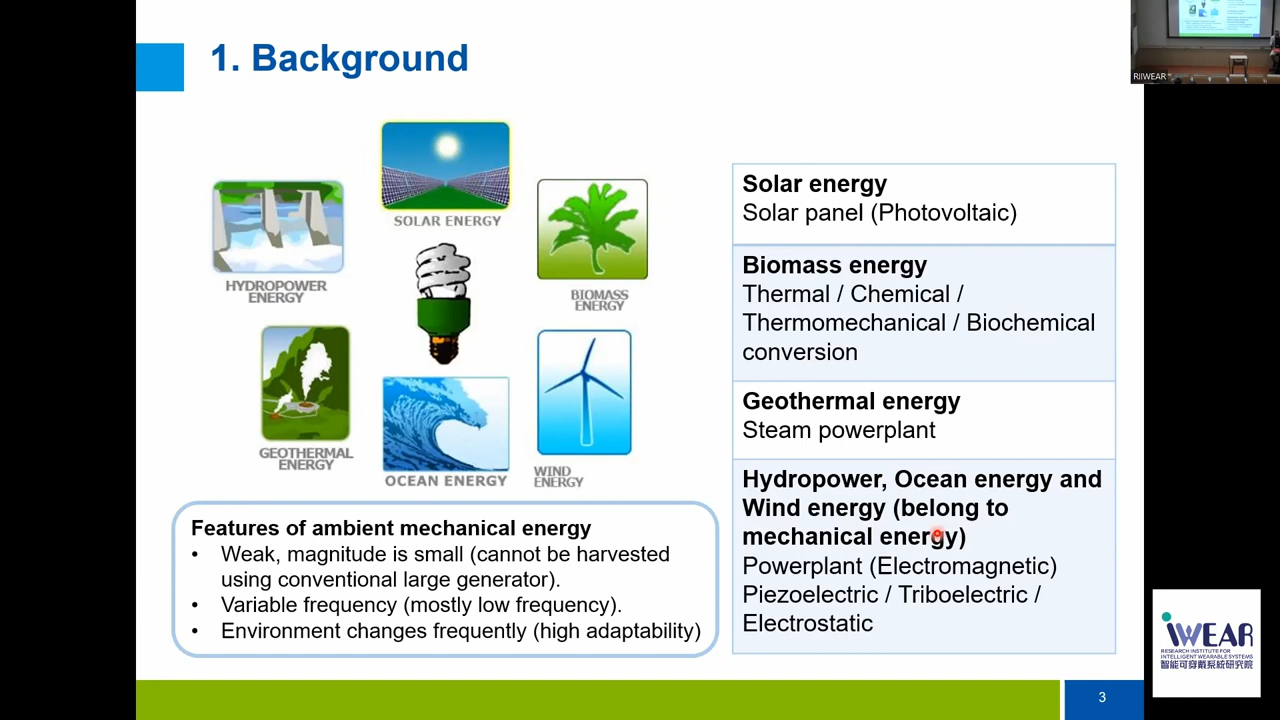 1. Background
SOLAR ENERGY
HYDROPOWER
ENERGY
BIOMASS
ENERGY
GEOTHERMAL
ENERGY
OCEAN ENERGY
WIND
ENERGY
Features of ambient mechanical energy
• Weak, magnitude is small (cannot be harvested
using conventional large generator).
• Variable frequency (mostly low frequency).
• Environment changes frequently (high adaptability)
Solar energy
Solar panel (Photovoltaic)
Biomass energy
Thermal / Chemical /
Thermomechanical / Biochemical
conversion
Geothermal energy
Steam powerplant
Hydropower, Ocean energy and
Wind energy (belong to
mechanical energy)
Powerplant (Electromagnetic)
Piezoelectric / Triboelectric /
Electrostatic
3
RIIWEAR
iWEAR
RESEARCH INSTITUTE FOR
INTELLIGENT WEARABLE SYSTEMS
智能可穿戴系統研究院